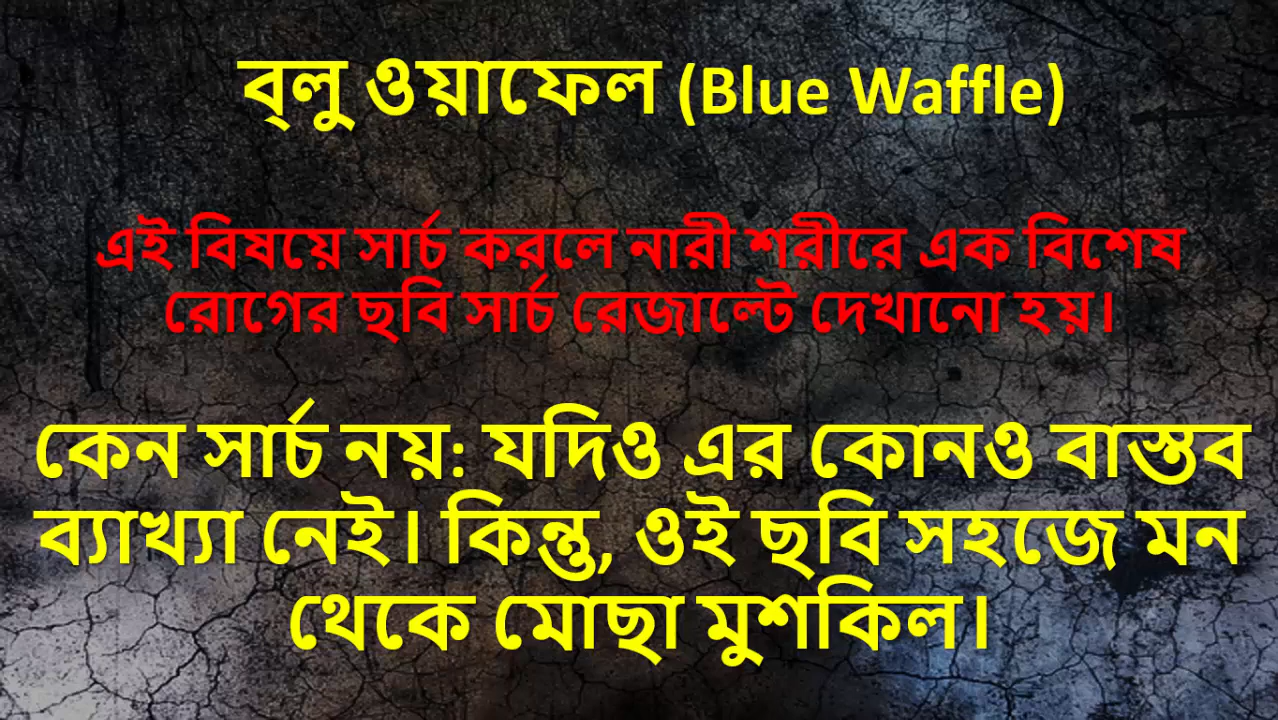 ব্‌লু ওয়াফেল (Blue Waffle)
এই বিষয়ে সার্চ করলে নারী শরীরে এক বিশেষ
রোগের ছবি সার্চ রেজাল্টে দেখানো হয়।
কেন সার্চ নয়: যদিও এর কোনও বাস্তব
ব্যাখ্যা নেই। কিন্তু, ওই ছবি সহজে মন
থেকে মোছা মুশকিল।